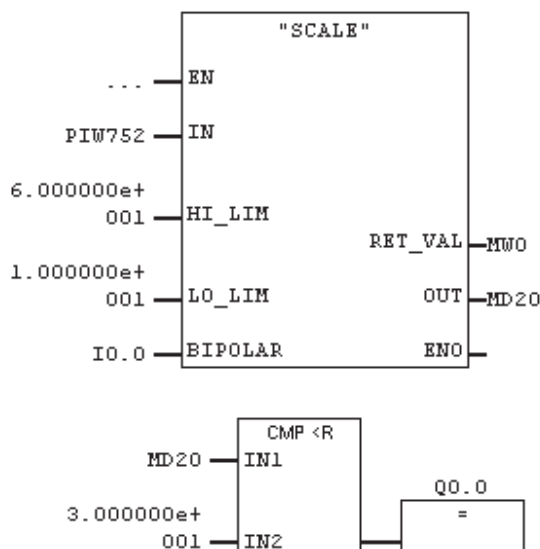 "SCALE"
... EN
PIW752 IN
6.000000e+
001 HI_LIM
RET_VAL MW0
1.000000e+
001 LO_LIM OUT MD20
I0.0 BIPOLAR ENO
CMP <R
MD20 IN1
Q0.0
3.000000e+ =
001 IN2